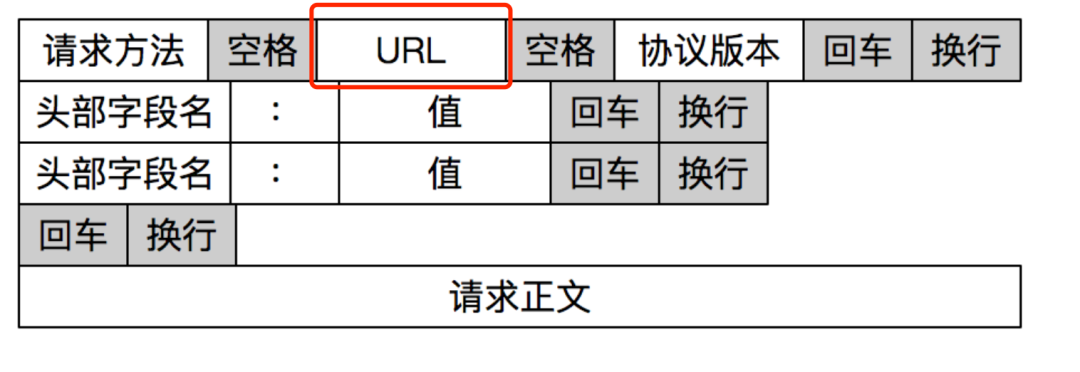 请求方法 空格 URL 空格 协议版本 回车 换行
头部字段名 : 值 回车 换行
头部字段名 : 值 回车 换行
回车 换行
请求正文